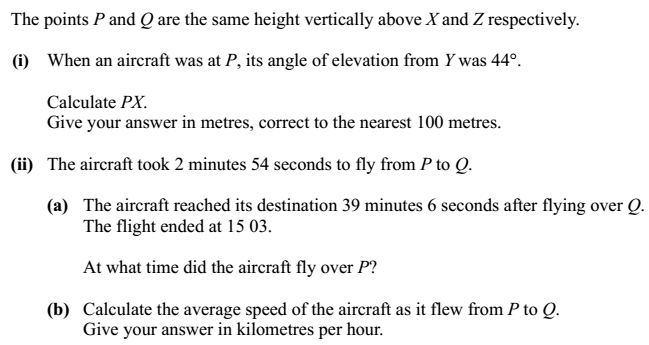 The points P and Q are the same height vertically above X and Z respectively.
(i) When an aircraft was at P, its angle of elevation from Y was 44°.
Calculate PX.
Give your answer in metres, correct to the nearest 100 metres.
(ii) The aircraft took 2 minutes 54 seconds to fly from P to Q.
(a) The aircraft reached its destination 39 minutes 6 seconds after flying over Q.
The flight ended at 15 03.
At what time did the aircraft fly over P?
(b) Calculate the average speed of the aircraft as it flew from P to Q.
Give your answer in kilometres per hour.